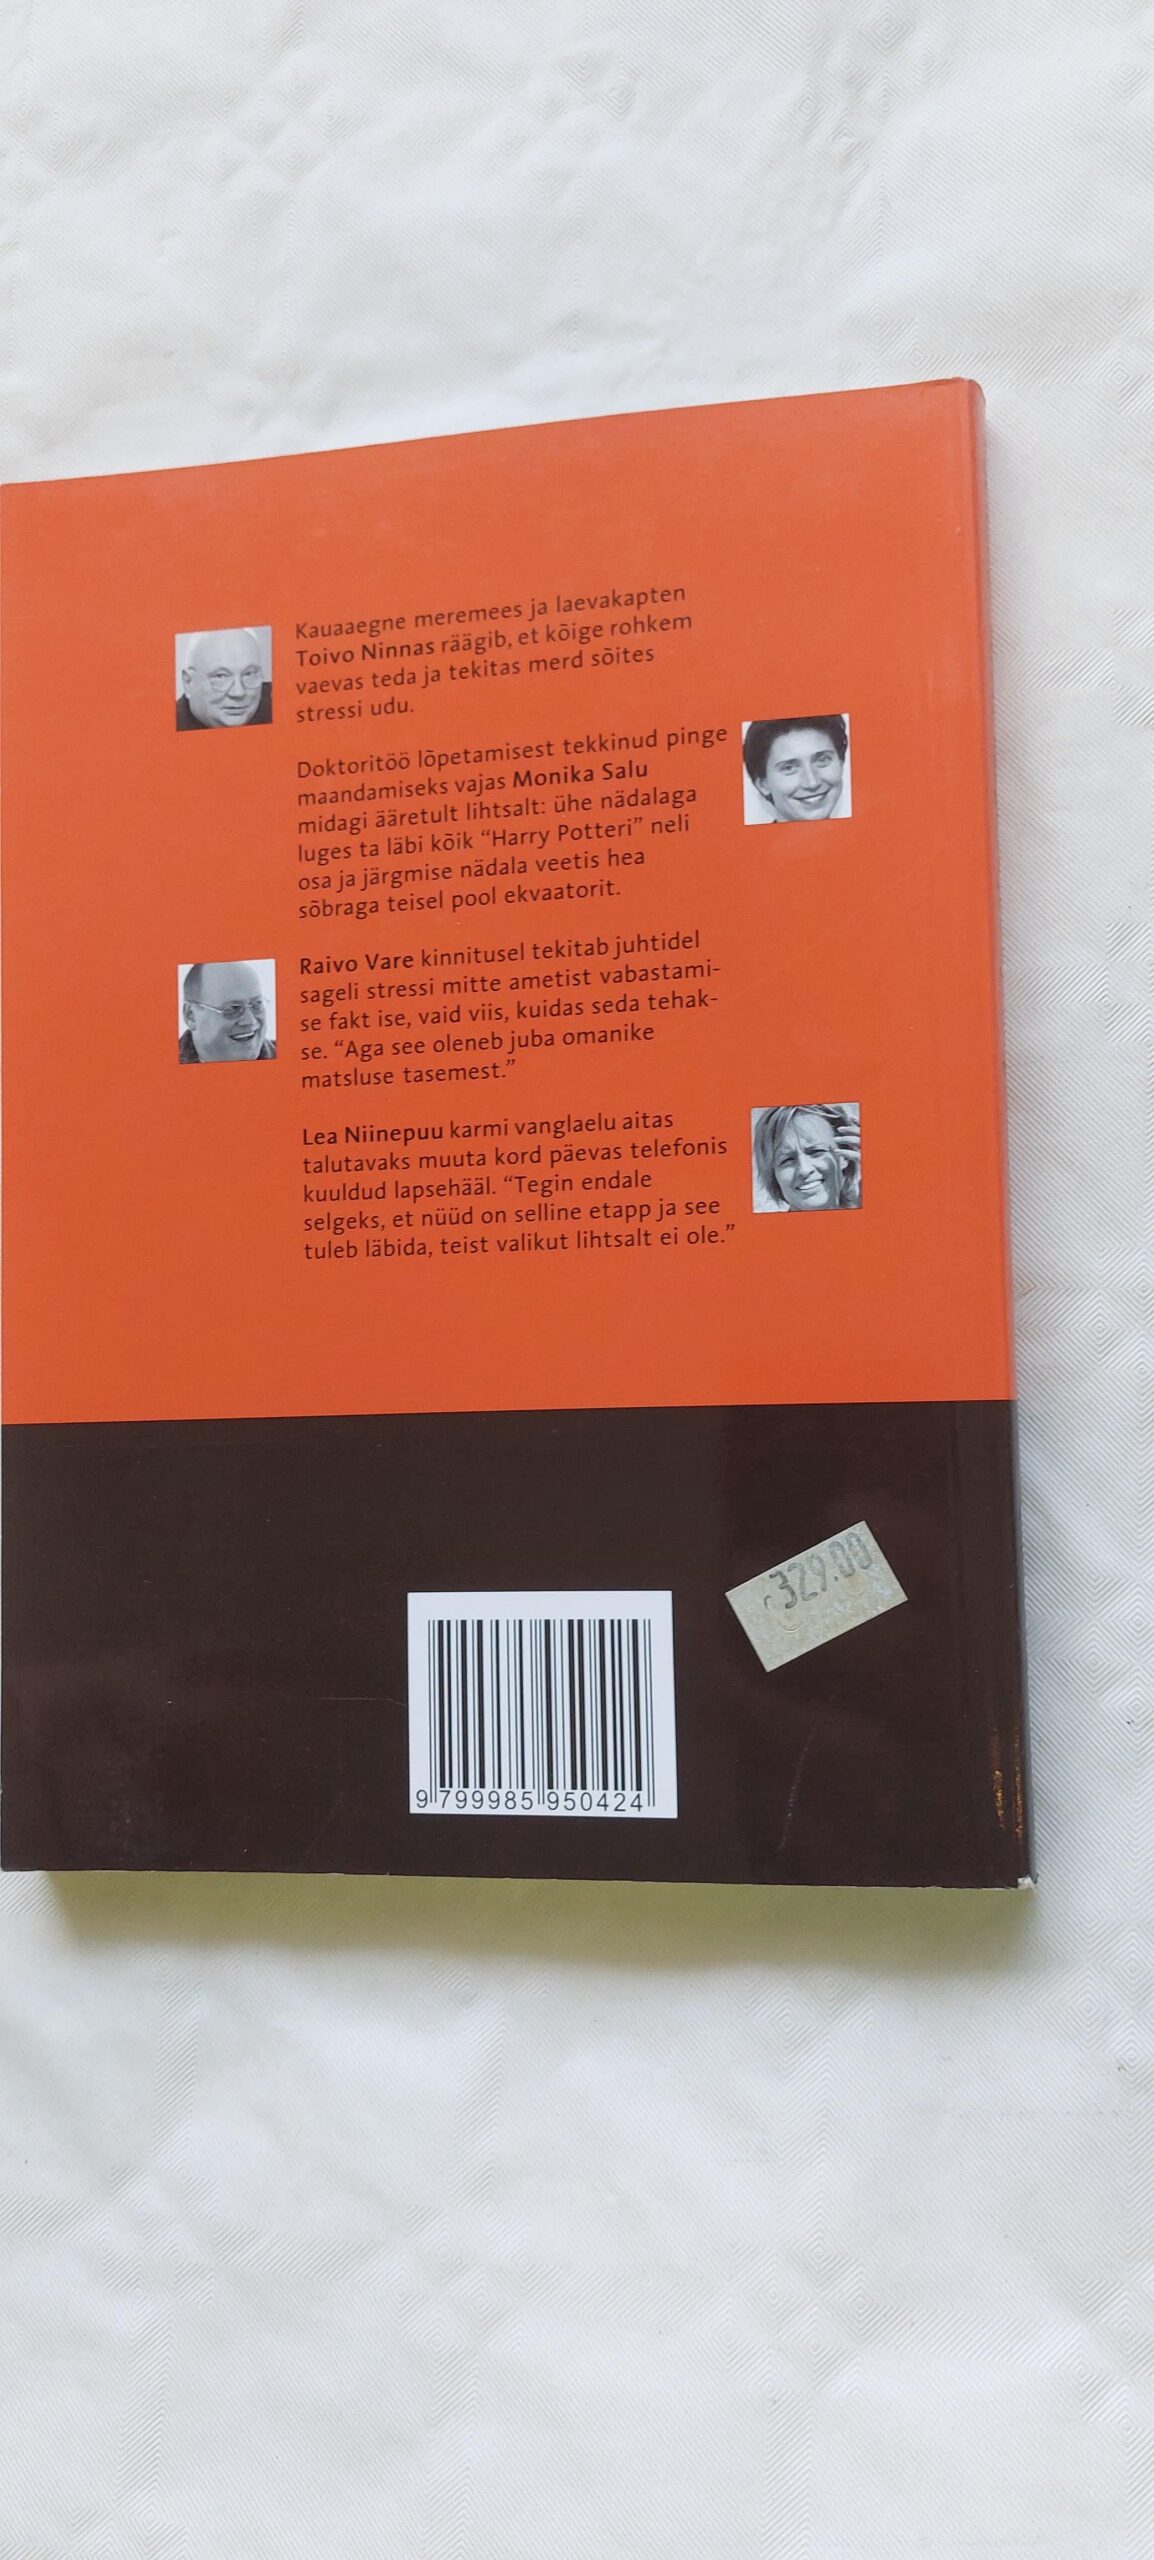 Kauaaegne meremees ja laevakapten
Toivo Ninnas räägib, et kõige rohkem
vaevas teda ja tekitas merd sõites
stressi udu.
Doktoritöö lõpetamisest tekkinud pinge
maandamiseks vajas Monika Salu
midagi ääretult lihtsalt: ühe nädalaga
luges ta läbi kõik “Harry Potteri” neli
osa ja järgmise nädala veetis hea
sõbraga teisel pool ekvaatorit.
Raivo Vare kinnitusel tekitab juhtidel
sageli stressi mitte ametist vabastami-
se fakt ise, vaid viis, kuidas seda tehak-
se. “Aga see oleneb juba omanike
matsluse tasemest.”
Lea Niinepuu karmi vanglaelu aitas
talutavaks muuta kord päevas telefonis
kuuldud lapsehääl. “Tegin endale
selgeks, et nüüd on selline etapp ja see
tuleb läbida, teist valikut lihtsalt ei ole.”
329.00
9 799985 950424